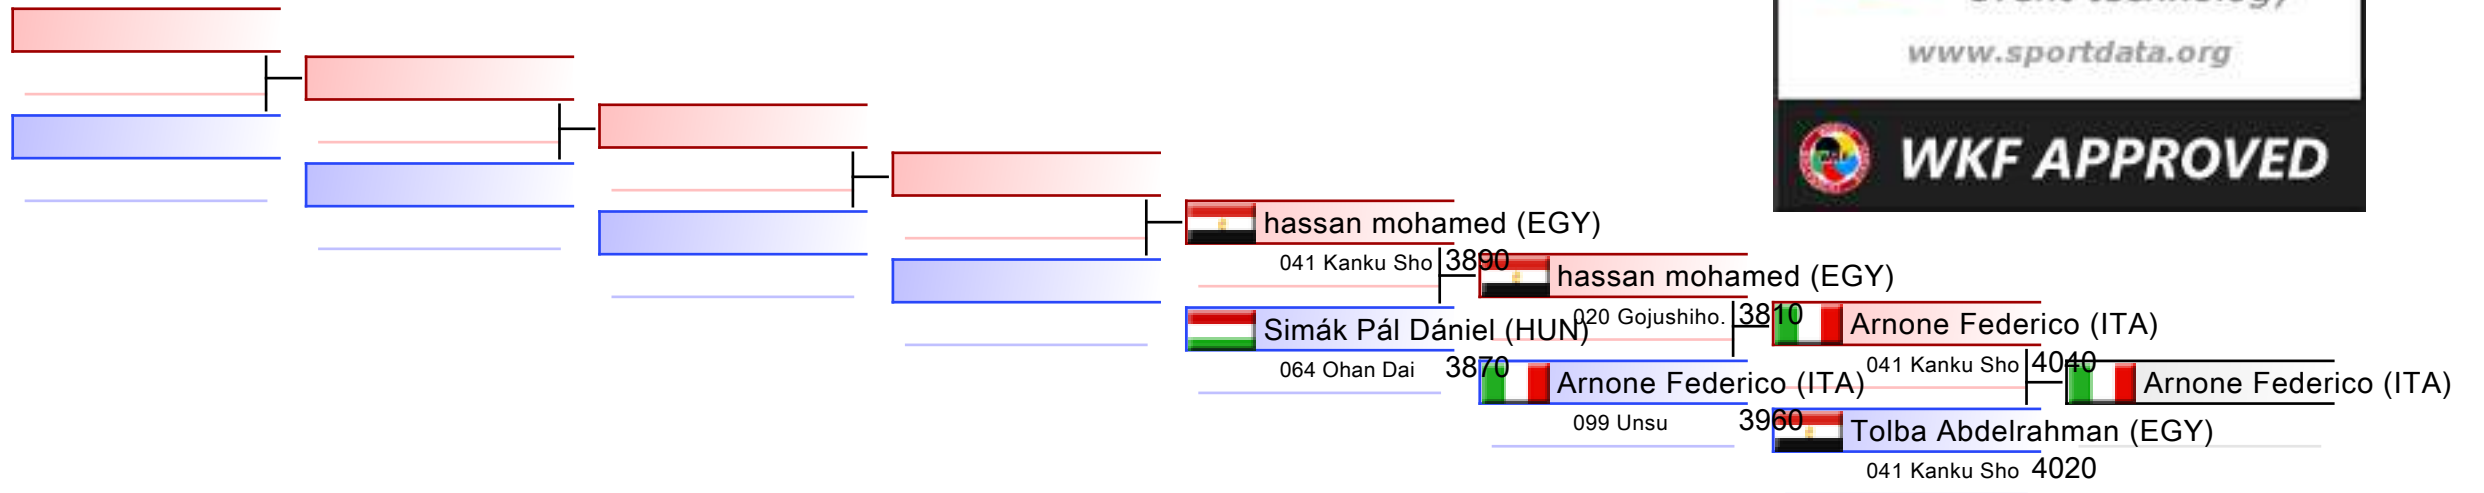 www.sportdata.org
WKF APPROVED
hassan mohamed (EGY)
041 Kanku Sho 3890
Simák Pál Dániel (HUN)
064 Ohan Dai 3870
hassan mohamed (EGY)
020 Gojushiho. 3810
Arnone Federico (ITA)
099 Unsu 3960
Arnone Federico (ITA)
041 Kanku Sho 4040
Tolba Abdelrahman (EGY)
041 Kanku Sho 4020
Arnone Federico (ITA)